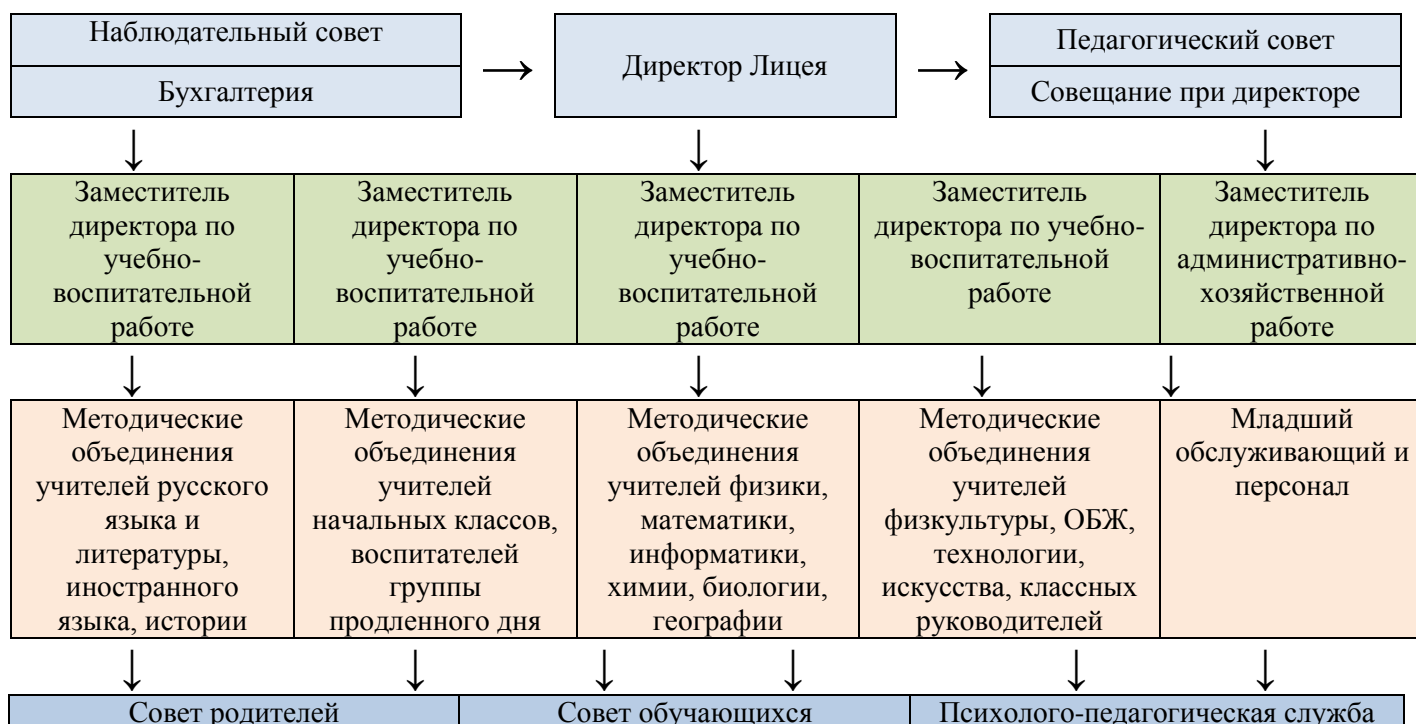 Наблюдательный совет
Бухгалтерия
Директор Лицея
Педагогический совет
Совещание при директоре
Заместитель
директора по
учебно-
воспитательной
работе
Заместитель
директора по
учебно-
воспитательной
работе
Заместитель
директора по
учебно-
воспитательной
работе
Заместитель
директора по учебно-
воспитательной
работе
Заместитель
директора по
административно-
хозяйственной
работе
Методические
объединения
учителей русского
языка и
литературы,
иностранного
языка, истории
Методические
объединения
учителей
начальных классов,
воспитателей
группы
продленного дня
Методические
объединения
учителей физики,
математики,
информатики,
химии, биологии,
географии
Методические
объединения
учителей
физкультуры, ОБЖ,
технологии,
искусства, классных
руководителей
Младший
обслуживающий и
персонал
Совет родителей
Совет обучающихся
Психолого-педагогическая служба